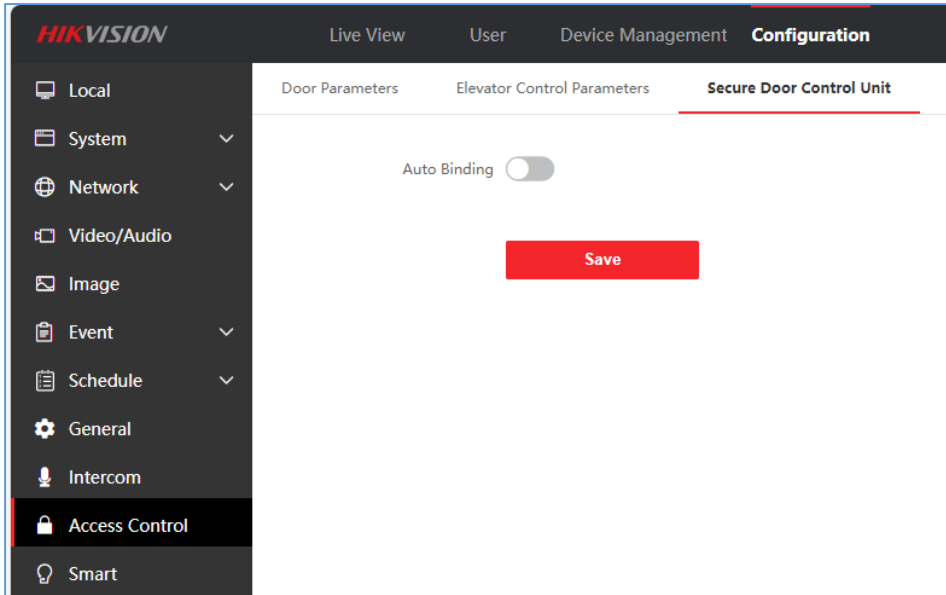 HIKVISION
Live View User Device Management Configuration
Local
System
Network
Video/Audio
Image
Event
Schedule
General
Intercom
Access Control
Smart
Door Parameters Elevator Control Parameters Secure Door Control Unit
Auto Binding
Save